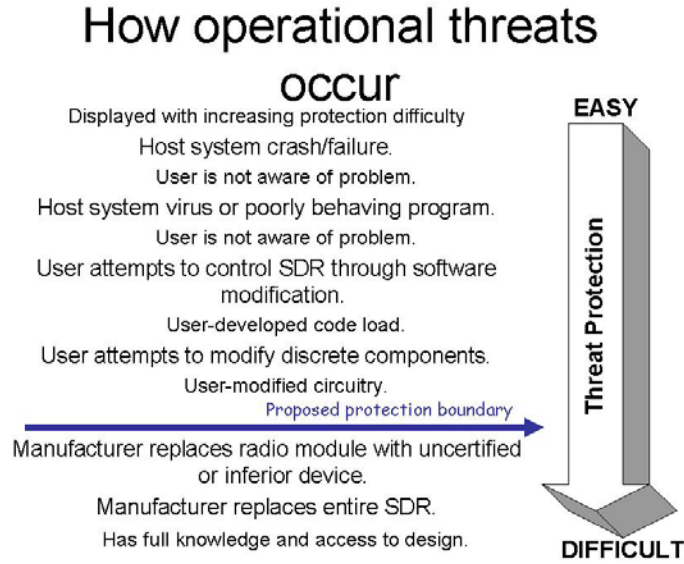 How operational threats
occur
Displayed with increasing protection difficulty
Host system crash/failure.
User is not aware of problem.
Host system virus or poorly behaving program.
User is not aware of problem.
User attempts to control SDR through software
modification.
User-developed code load.
User attempts to modify discrete components.
User-modified circuitry.
Proposed protection boundary
Manufacturer replaces radio module with uncertified
or inferior device.
Manufacturer replaces entire SDR.
Has full knowledge and access to design.
EASY
Threat Protection
DIFFICULT